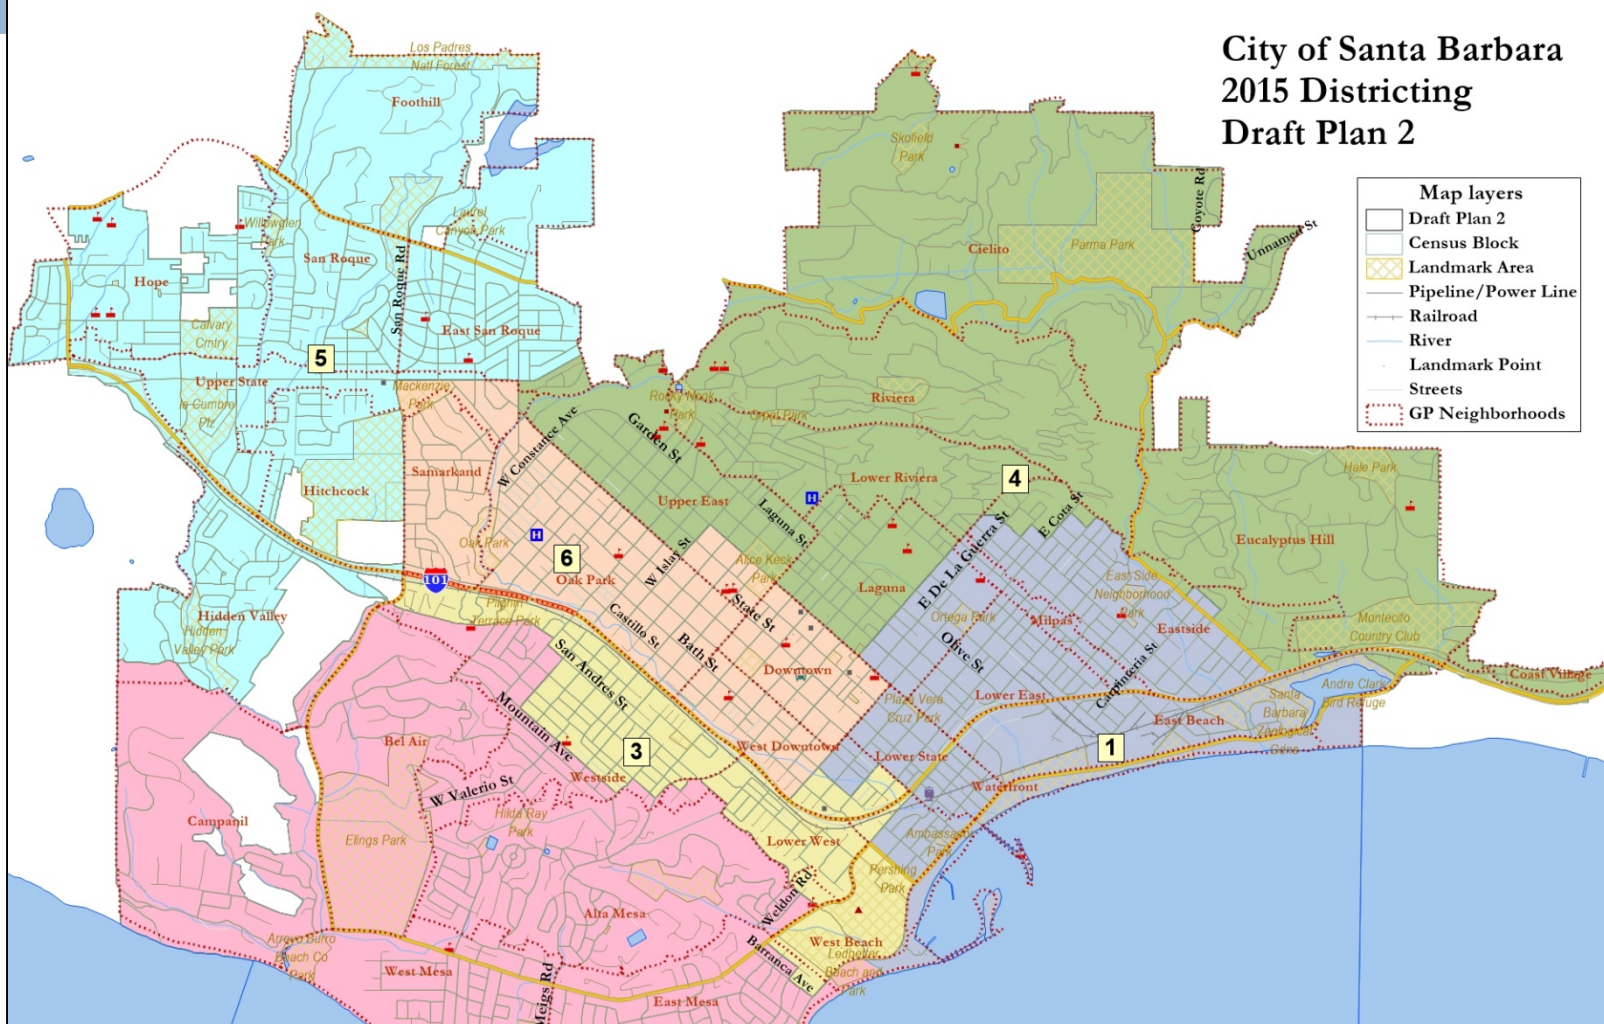 City of Santa Barbara
2015 Districting
Draft Plan 2
Map layers
Draft Plan 2
Census Block
Landmark Area
Pipeline/Power Line
Railroad
River
Landmark Point
Streets
GP Neighborhoods
Los Padres
Natl Forest
Foothill
Skofield
Park
Coyote Rd
Unnamed St
Willowglen
Park
Laurel
Canyon Park
San Roque
San Roque Rd
Cielito
Parma Park
Hope
Calvary
Cmtry
East San Roque
5
Upper State
la Cumbre
Plz
Mackenzie
Park
Rocky Nook
Park
Orpet Park
Riviera
W Constance Ave
Garden St
Samarkand
Hitchcock
Upper East
Laguna St
H
Lower Riviera
4
E Cota St
Hale Park
Oak Park
H
6
Oak Park
W Islay St
Alice Keck
Park
E De La Guerra St
Eucalyptus Hill
101
Pilgrim
Terrace Park
Castillo St
Bath St
State St
Laguna
Ortega Park
Milpas
East Side
Neighborhood
Park
Eastside
Montecito
Country Club
Hidden Valley
Hidden
Valley Park
San Andres St
Downtown
Olive St
Carpinteria St
Coast Village
Plaza Vera
Cruz Park
Lower East
Santa
Barbara
Zoological
Gdns
Andre Clark
Bird Refuge
East Beach
Bel Air
Mountain Ave
3
West Downtown
Lower State
1
Westside
W Valerio St
Waterfront
Campanil
Elings Park
Hilda Ray
Park
Lower West
Ambassador
Park
Pershing
Park
Weldon Rd
Alta Mesa
West Beach
Ledbetter
Beach and
Park
Arroyo Burro
Beach Co
Park
West Mesa
Meigs Rd
Barranca Ave
East Mesa